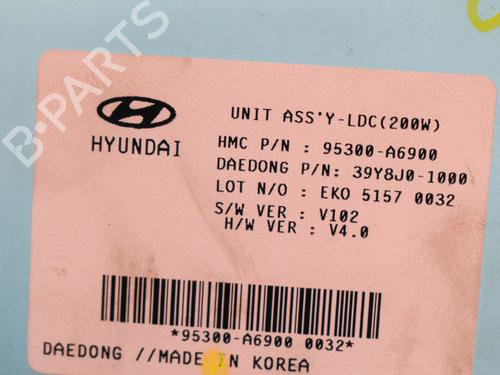 UNIT ASS'Y-LDC(200W)
HYUNDAI
HMC P/N : 95300-A6900
DAEDONG P/N: 39Y8J0-1000
LOT N/O : EKO 5157 0032
S/W VER : V102
H/W VER : V4.0
*95300-A6900 0032*
DAEDONG //MADE IN KOREA
B-PARTS